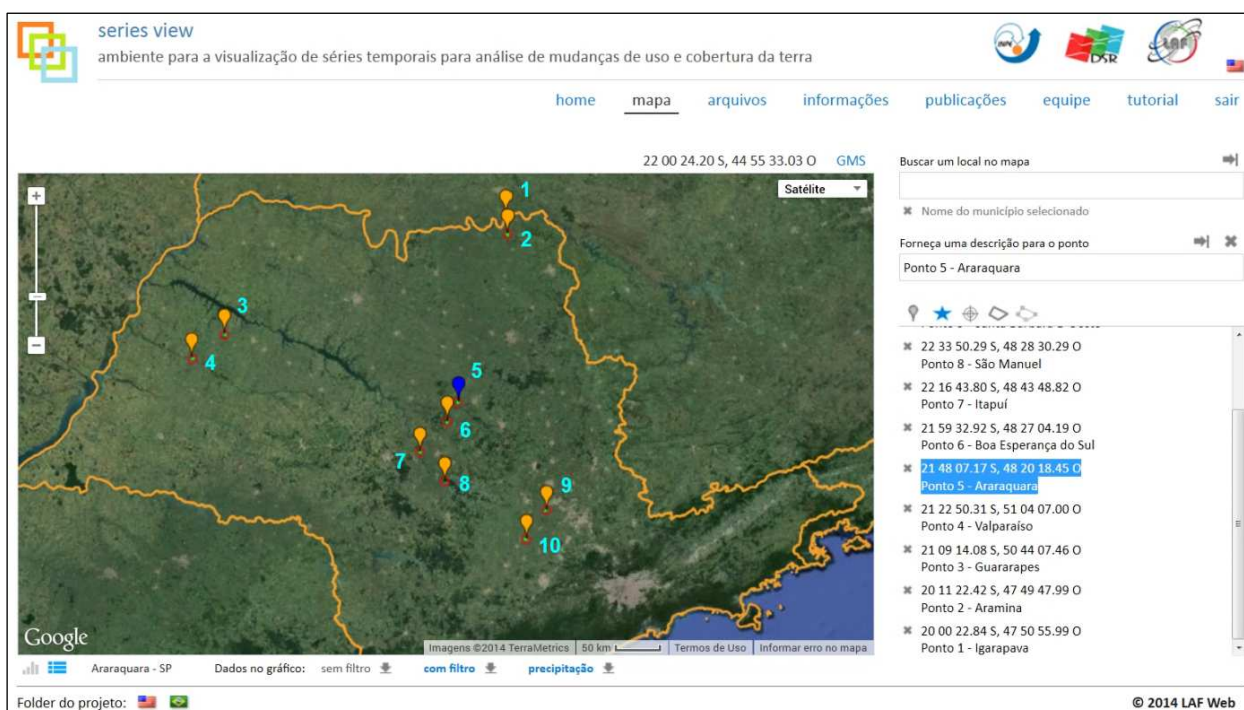 series view
ambiente para a visualização de séries temporais para análise de mudanças de uso e cobertura da terra
INPE
DSR
LAF
home mapa arquivos informações publicações equipe tutorial sair
22 00 24.20 S, 44 55 33.03 O GMS
Satélite
1
2
3
4
5
6
7
8
9
10
Google
Imagens ©2014 TerraMetrics 50 km Termos de Uso Informar erro no mapa
Buscar um local no mapa
Nome do município selecionado
Forneça uma descrição para o ponto
Ponto 5 - Araraquara
22 33 50.29 S, 48 28 30.29 O
Ponto 8 - São Manuel
22 16 43.80 S, 48 43 48.82 O
Ponto 7 - Itapuí
21 59 32.92 S, 48 27 04.19 O
Ponto 6 - Boa Esperança do Sul
21 48 07.17 S, 48 20 18.45 O
Ponto 5 - Araraquara
21 22 50.31 S, 51 04 07.00 O
Ponto 4 - Valparaíso
21 09 14.08 S, 50 44 07.46 O
Ponto 3 - Guararapes
20 11 22.42 S, 47 49 47.99 O
Ponto 2 - Aramina
20 00 22.84 S, 47 50 55.99 O
Ponto 1 - Igarapava
Araraquara - SP Dados no gráfico: sem filtro com filtro precipitação
Folder do projeto:
© 2014 LAF Web